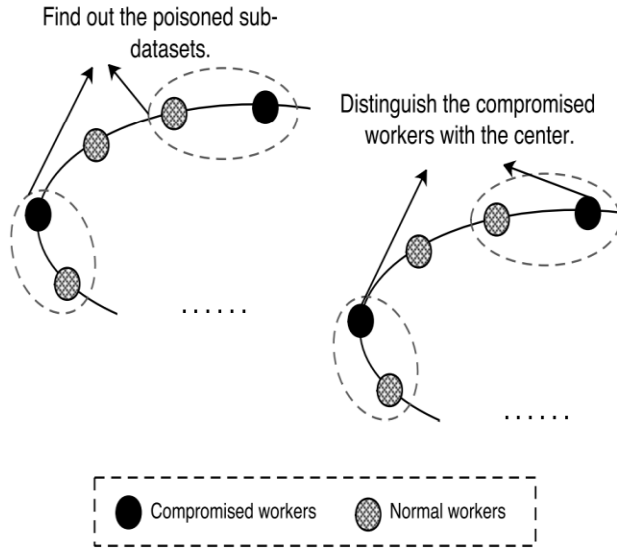 Find out the poisoned sub-
datasets.
Distinguish the compromised
workers with the center.
......
......
Compromised workers
Normal workers